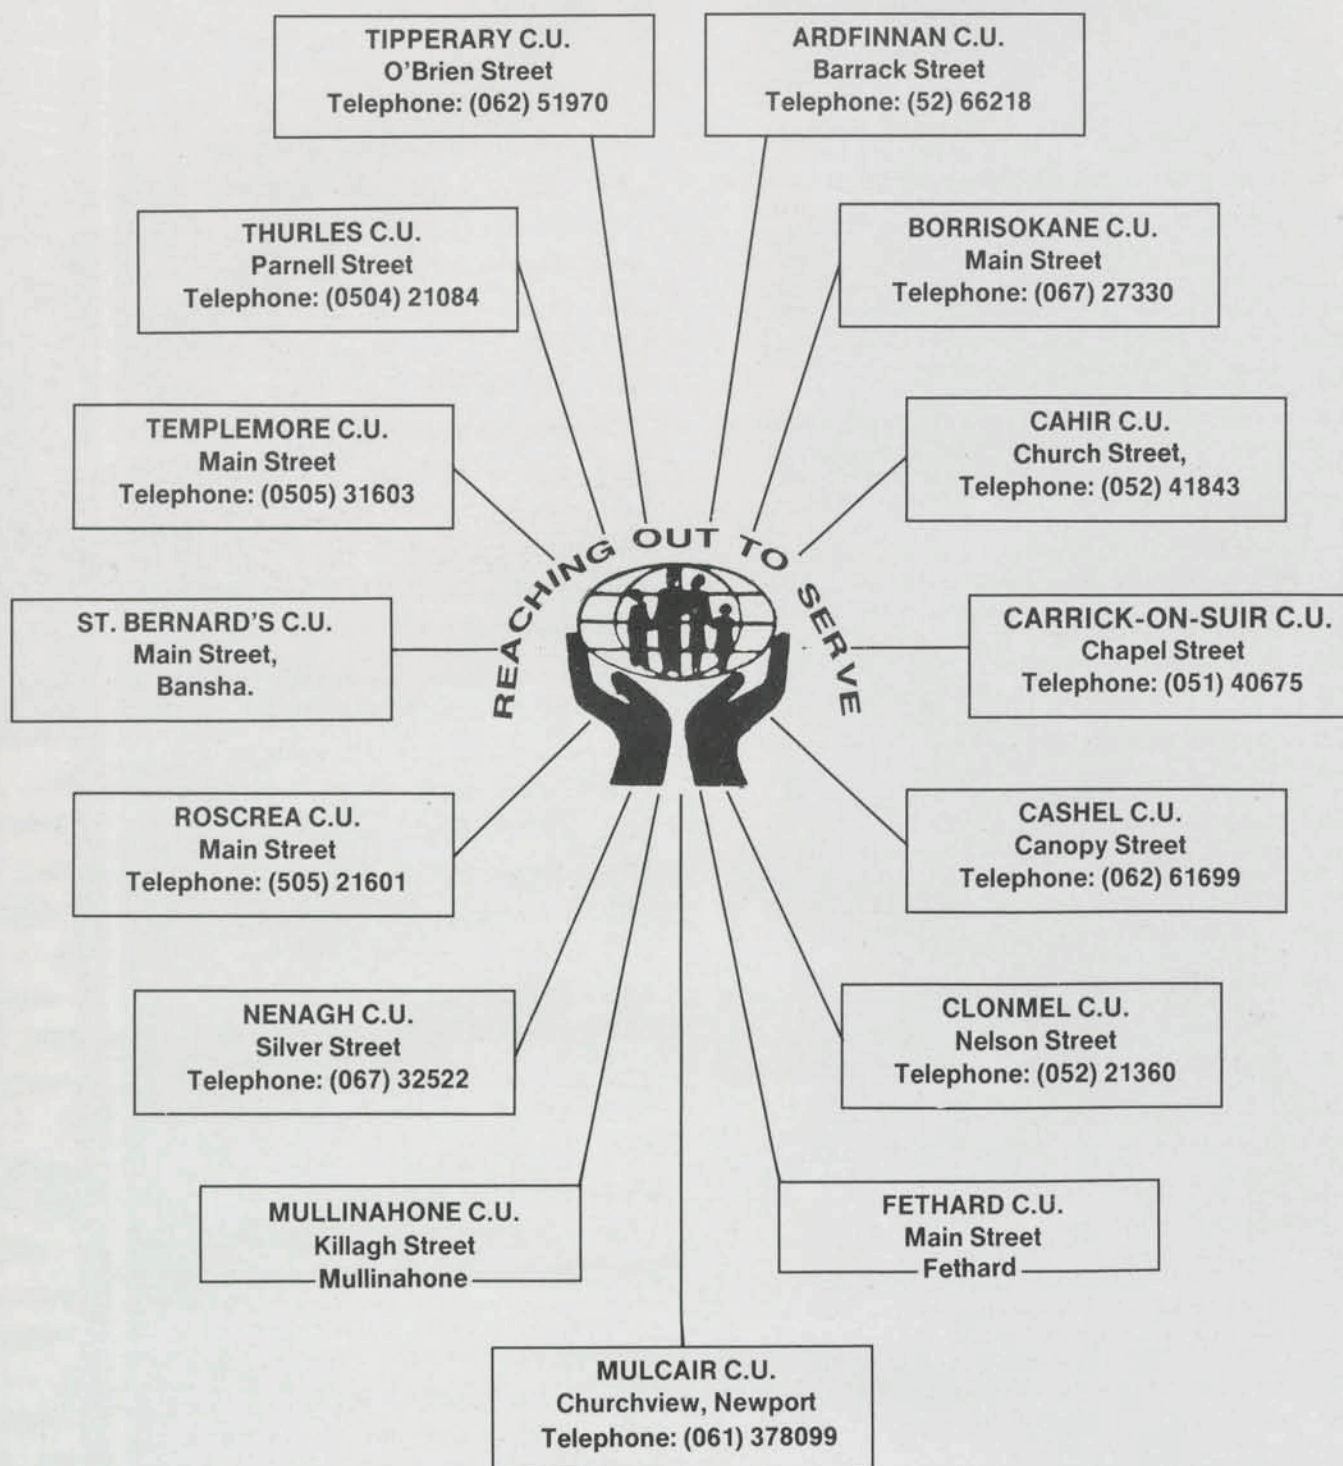 TIPPERARY C.U.
O'Brien Street
Telephone: (062) 51970
ARDFINNAN C.U.
Barrack Street
Telephone: (52) 66218
THURLES C.U.
Parnell Street
Telephone: (0504) 21084
BORRISOKANE C.U.
Main Street
Telephone: (067) 27330
TEMPLEMORE C.U.
Main Street
Telephone: (0505) 31603
CAHIR C.U.
Church Street,
Telephone: (052) 41843
REACHING OUT TO SERVE
ST. BERNARD'S C.U.
Main Street,
Bansha.
CARRICK-ON-SUIR C.U.
Chapel Street
Telephone: (051) 40675
ROSCREA C.U.
Main Street
Telephone: (505) 21601
CASHEL C.U.
Canopy Street
Telephone: (062) 61699
NENAGH C.U.
Silver Street
Telephone: (067) 32522
CLONMEL C.U.
Nelson Street
Telephone: (052) 21360
MULLINAHONE C.U.
Killagh Street
Mullinahone
FETHARD C.U.
Main Street
Fethard
MULCAIR C.U.
Churchview, Newport
Telephone: (061) 378099